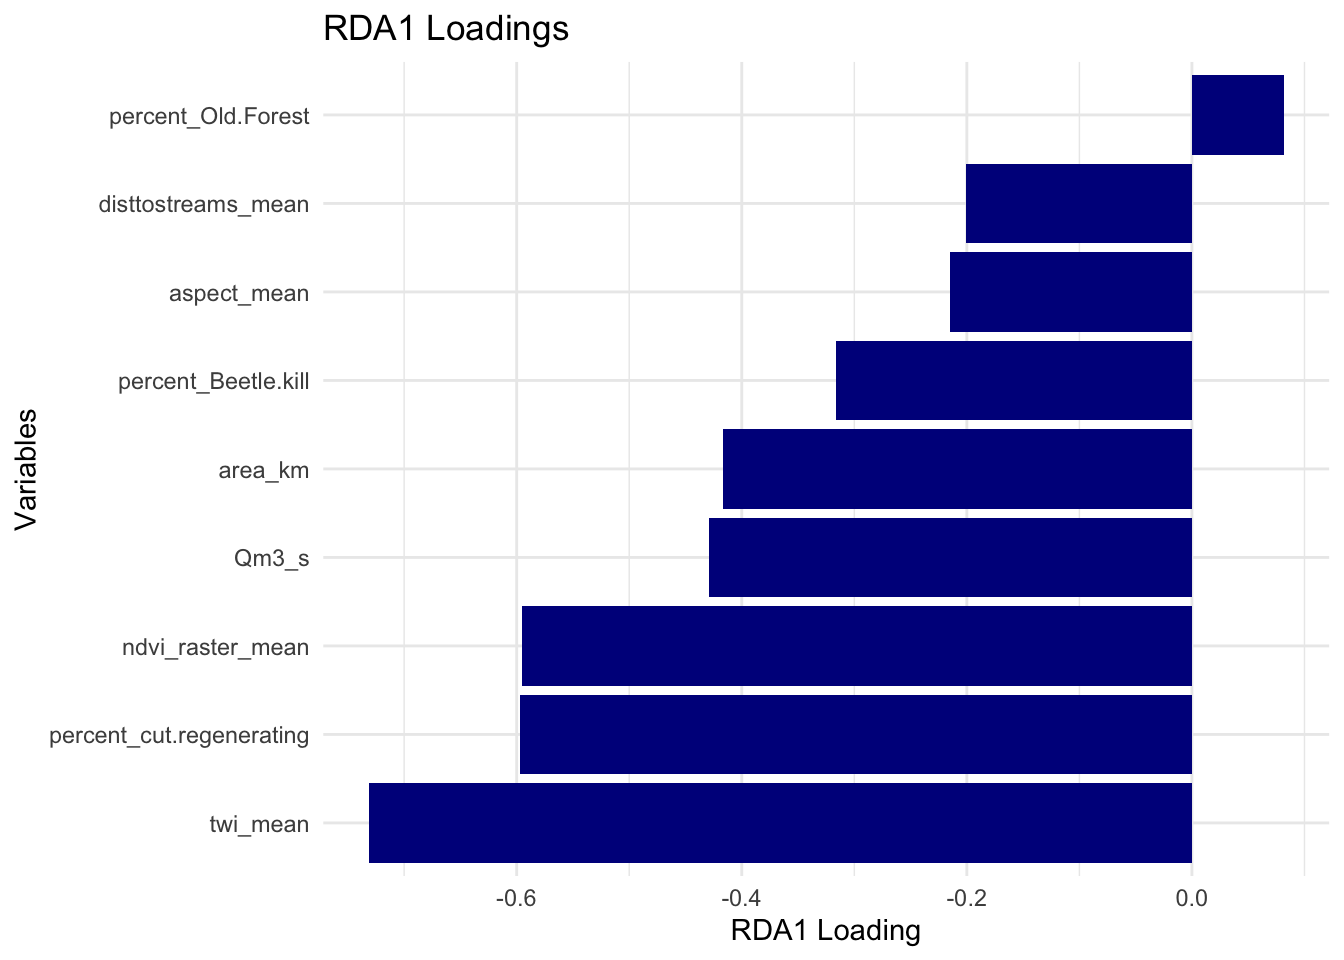 RDA1 Loadings
percent_Old.Forest
disttostreams_mean
aspect_mean
percent_Beetle.kill
area_km
Qm3_s
ndvi_raster_mean
percent_cut.regenerating
twi_mean
Variables
-0.6 -0.4 -0.2 0.0
RDA1 Loading